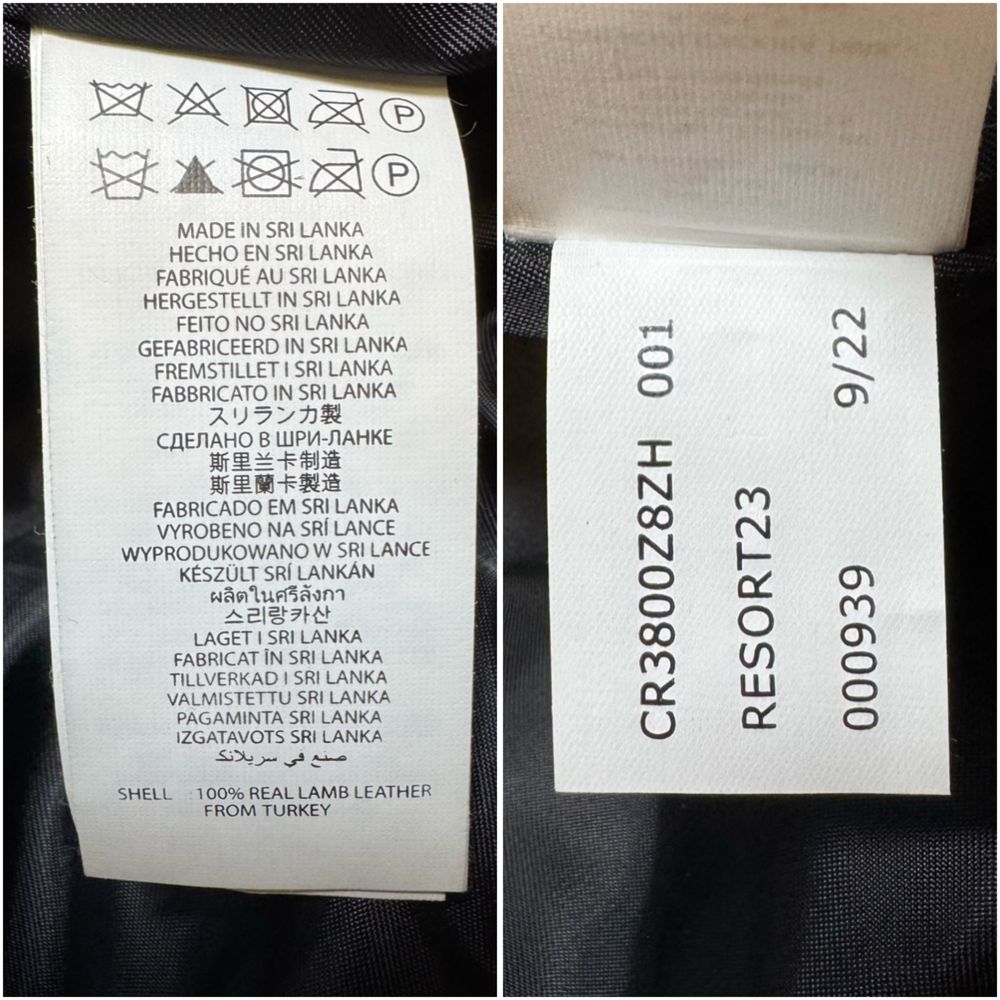 P
P
MADE IN SRI LANKA
HECHO EN SRI LANKA
FABRIQUÉ AU SRI LANKA
HERGESTELLT IN SRI LANKA
FEITO NO SRI LANKA
GEFABRICEERD IN SRI LANKA
FREMSTILLET I SRI LANKA
FABBRICATO IN SRI LANKA
スリランカ製
СДЕЛАНО В ШРИ-ЛАНКЕ
斯里兰卡制造
斯里蘭卡製造
FABRICADO EM SRI LANKA
VYROBENO NA SRÍ LANCE
WYPRODUKOWANO W SRI LANCE
KÉSZÜLT SRÍ LANKÁN
ผลิตในศรีลังกา
스리랑카산
LAGET I SRI LANKA
FABRICAT ÎN SRI LANKA
TILLVERKAD I SRI LANKA
VALMISTETTU SRI LANKA
PAGAMINTA SRI LANKA
IZGATAVOTS SRI LANKA
صنع في سريلانك
SHELL :100% REAL LAMB LEATHER
FROM TURKEY
CR3800Z8ZH 001
RESORT23
000939 9/22